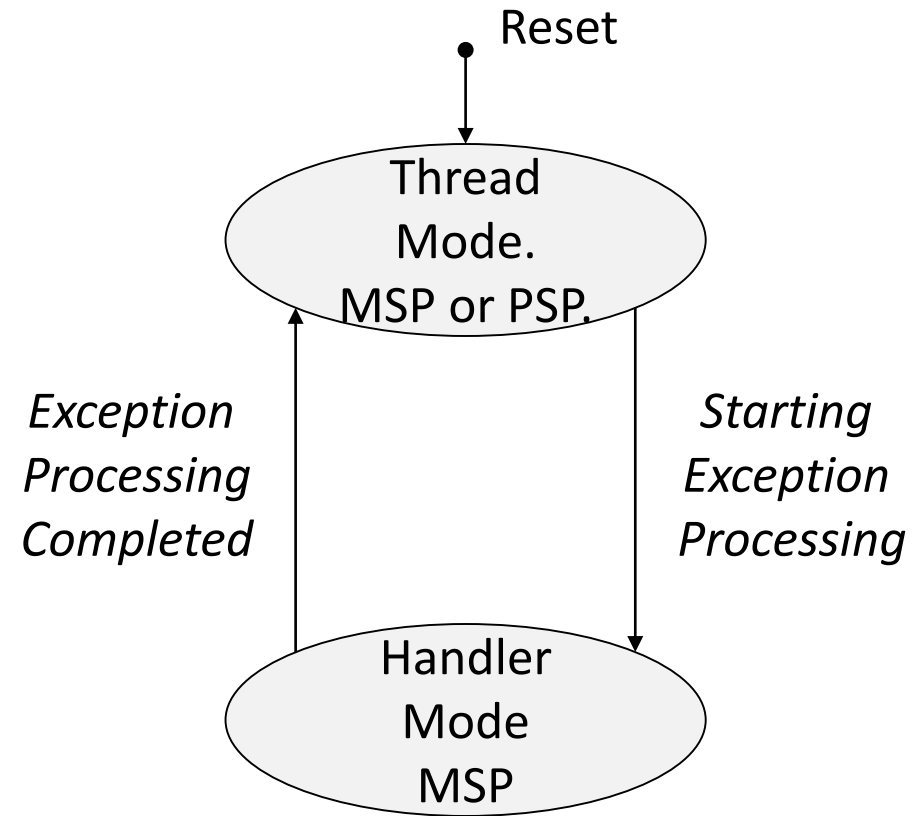 Reset
Thread
Mode.
MSP or PSP.
Exception
Processing
Completed
Starting
Exception
Processing
Handler
Mode
MSP